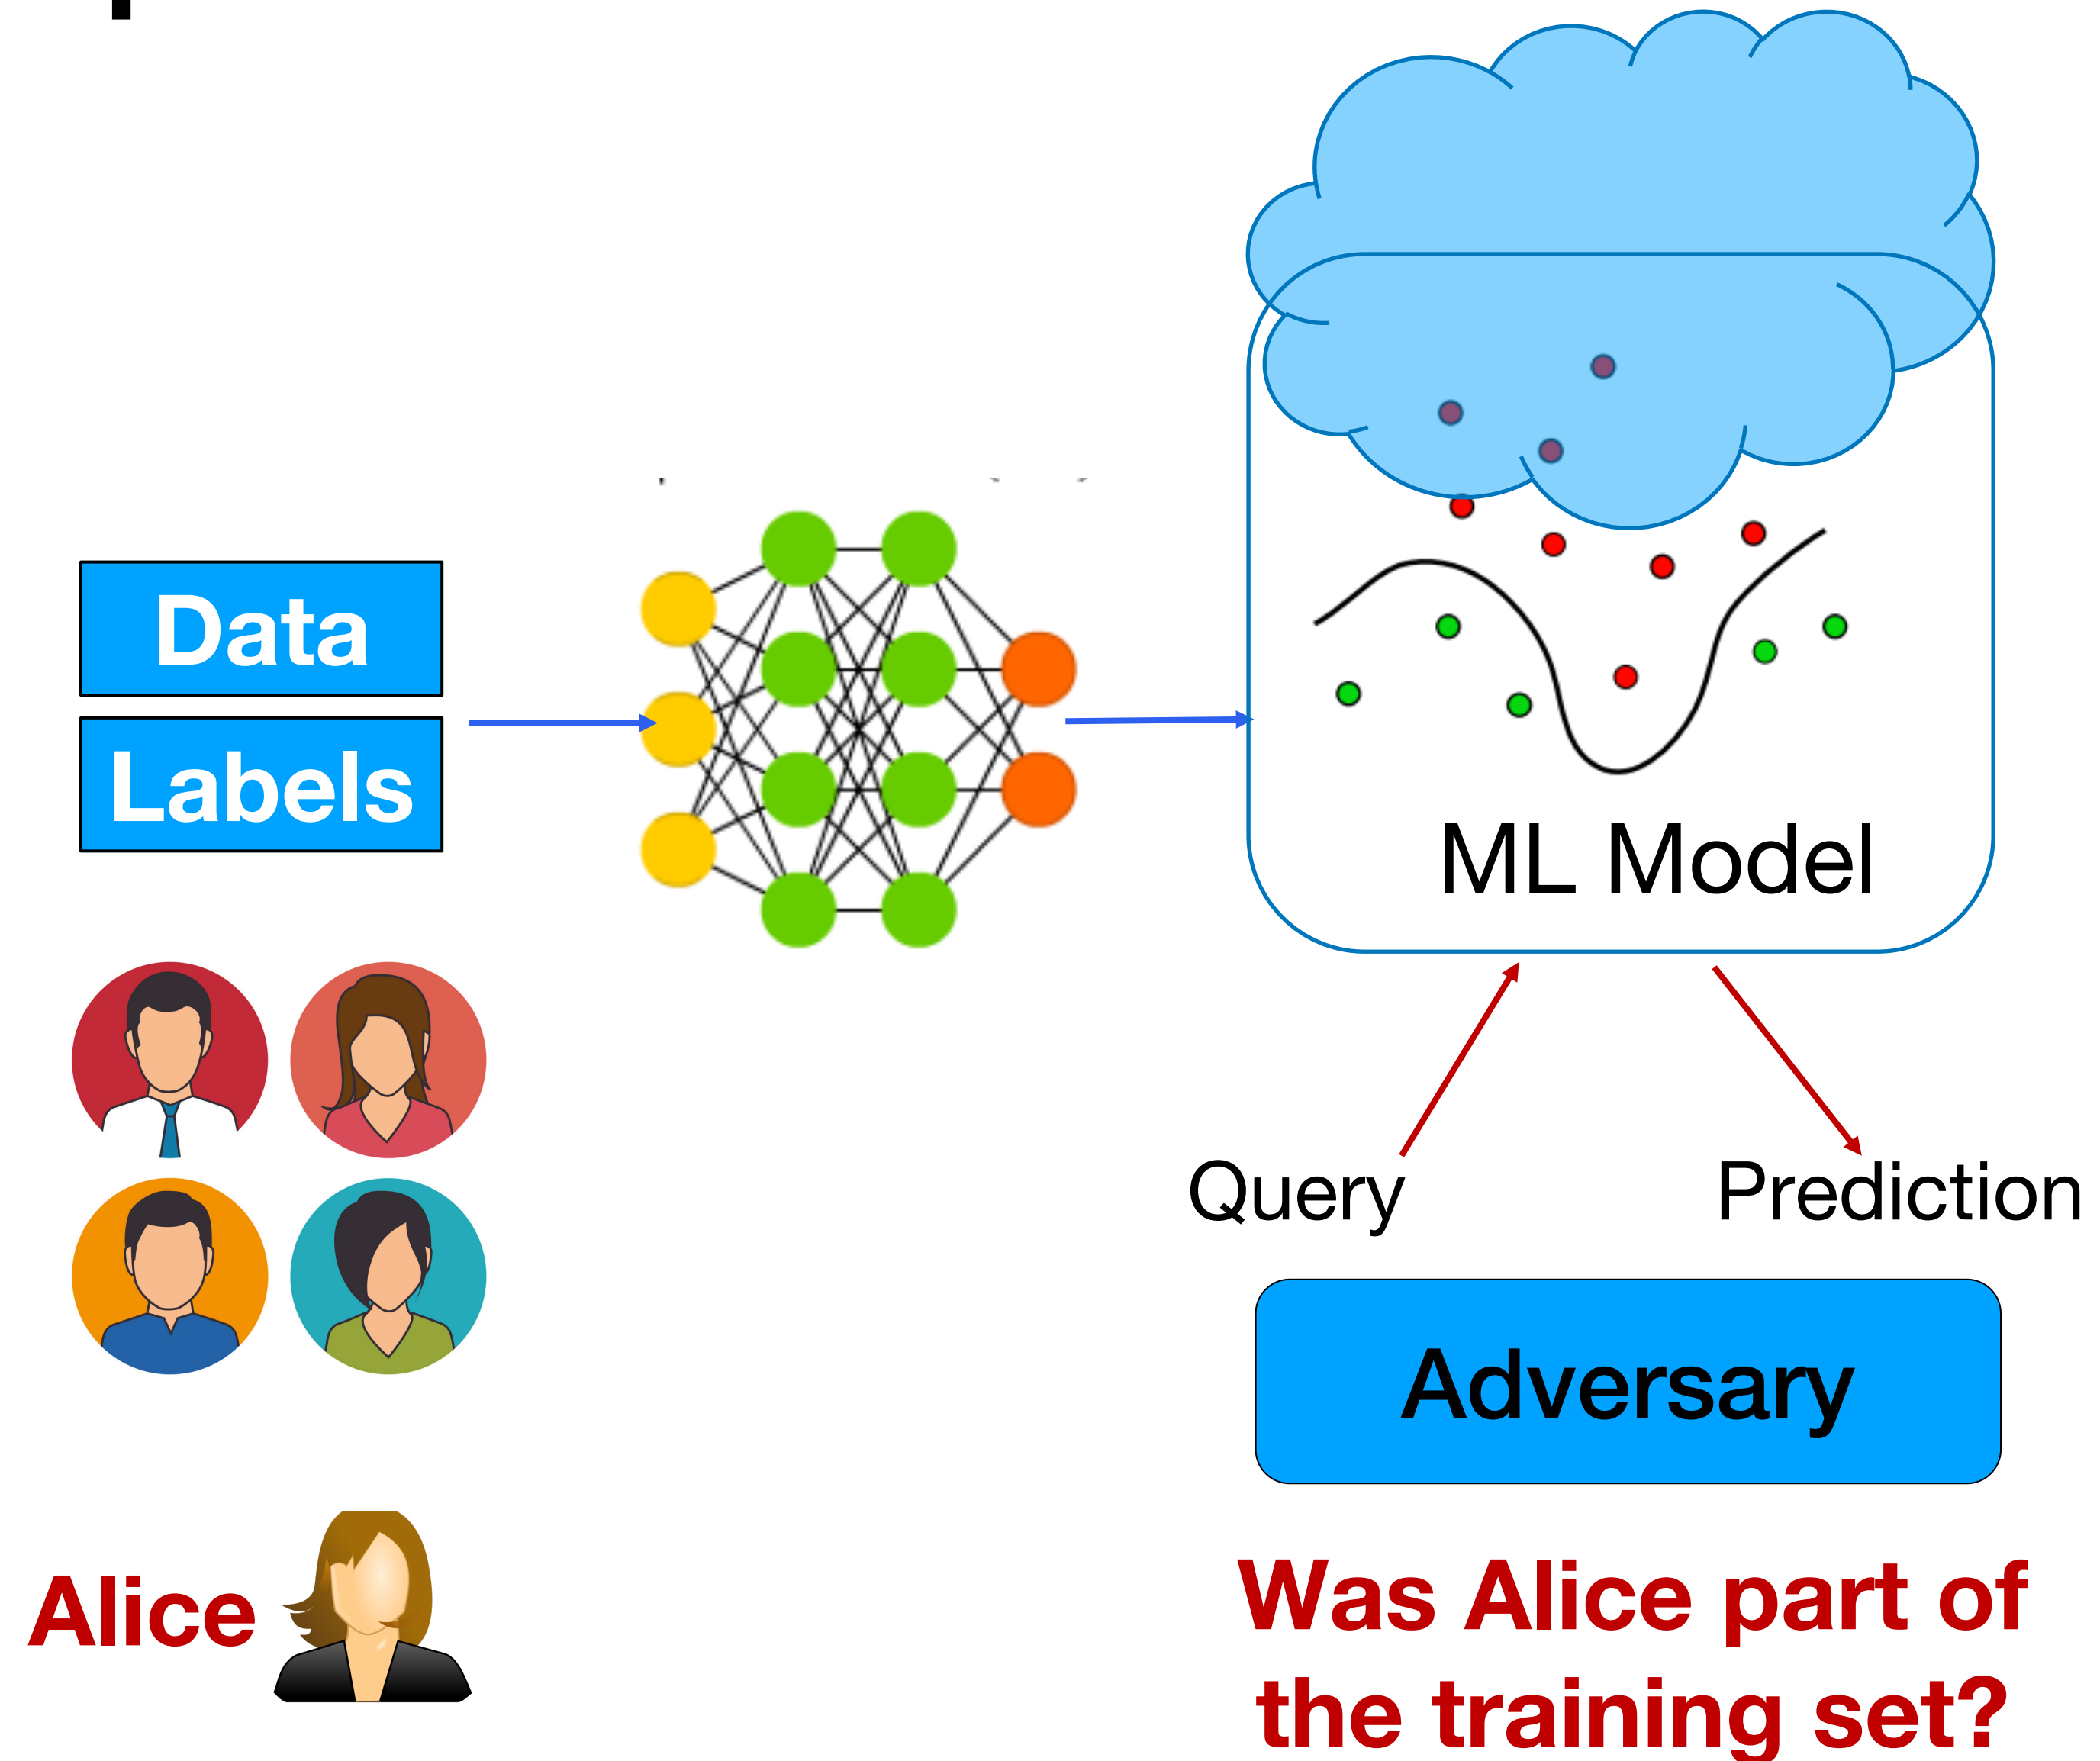 Data
Labels
ML Model
Query
Prediction
Adversary
Alice
Was Alice part of
the training set?